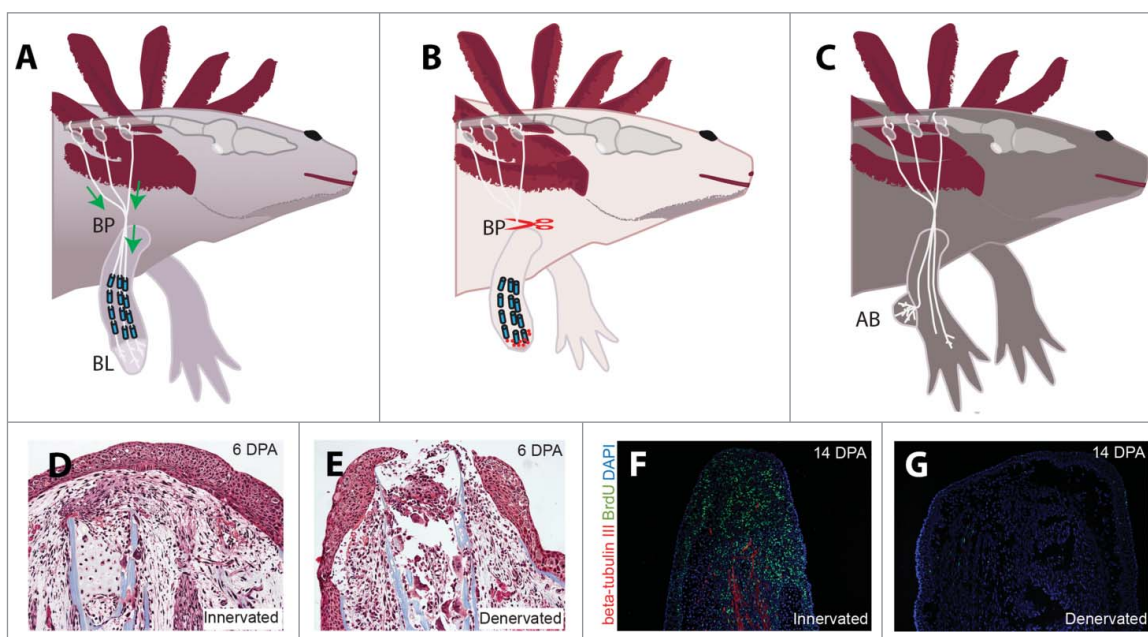 A
B
C
BP
BL
BP
AB
D
6 DPA
Innervated
E
6 DPA
Denervated
beta-tubulin III BrdU DAPI
F
14 DPA
Innervated
G
14 DPA
Denervated